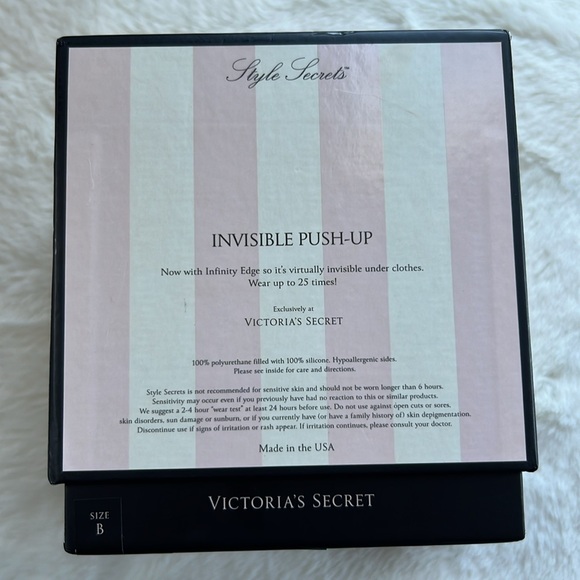 Style Secrets™
INVISIBLE PUSH-UP
Now with Infinity Edge so it's virtually invisible under clothes.
Wear up to 25 times!
Exclusively at
VICTORIA'S SECRET
100% polyurethane filled with 100% silicone. Hypoallergenic sides.
Please see inside for care and directions.
Style Secrets is not recommended for sensitive skin and should not be worn longer than 6 hours.
Sensitivity may occur even if you previously have had no reaction to this or similar products.
We suggest a 2-4 hour "wear test" at least 24 hours before use. Do not use against open cuts or sores,
skin disorders, sun damage or sunburn, or if you currently have (or have a family history of) skin depigmentation.
Discontinue use if signs of irritation or rash appear. If irritation continues, please consult your doctor.
Made in the USA
VICTORIA'S SECRET
SIZE
B